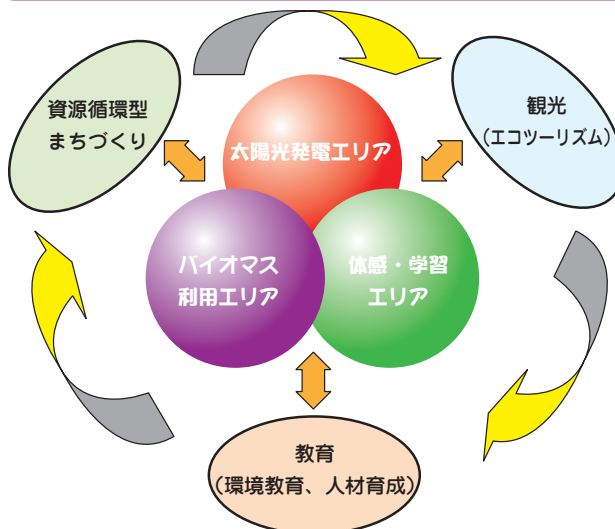 資源循環型
まちづくり
観光
(エコツーリズム)
太陽光発電エリア
バイオマス
利用エリア
体感・学習
エリア
教育
(環境教育、人材育成)